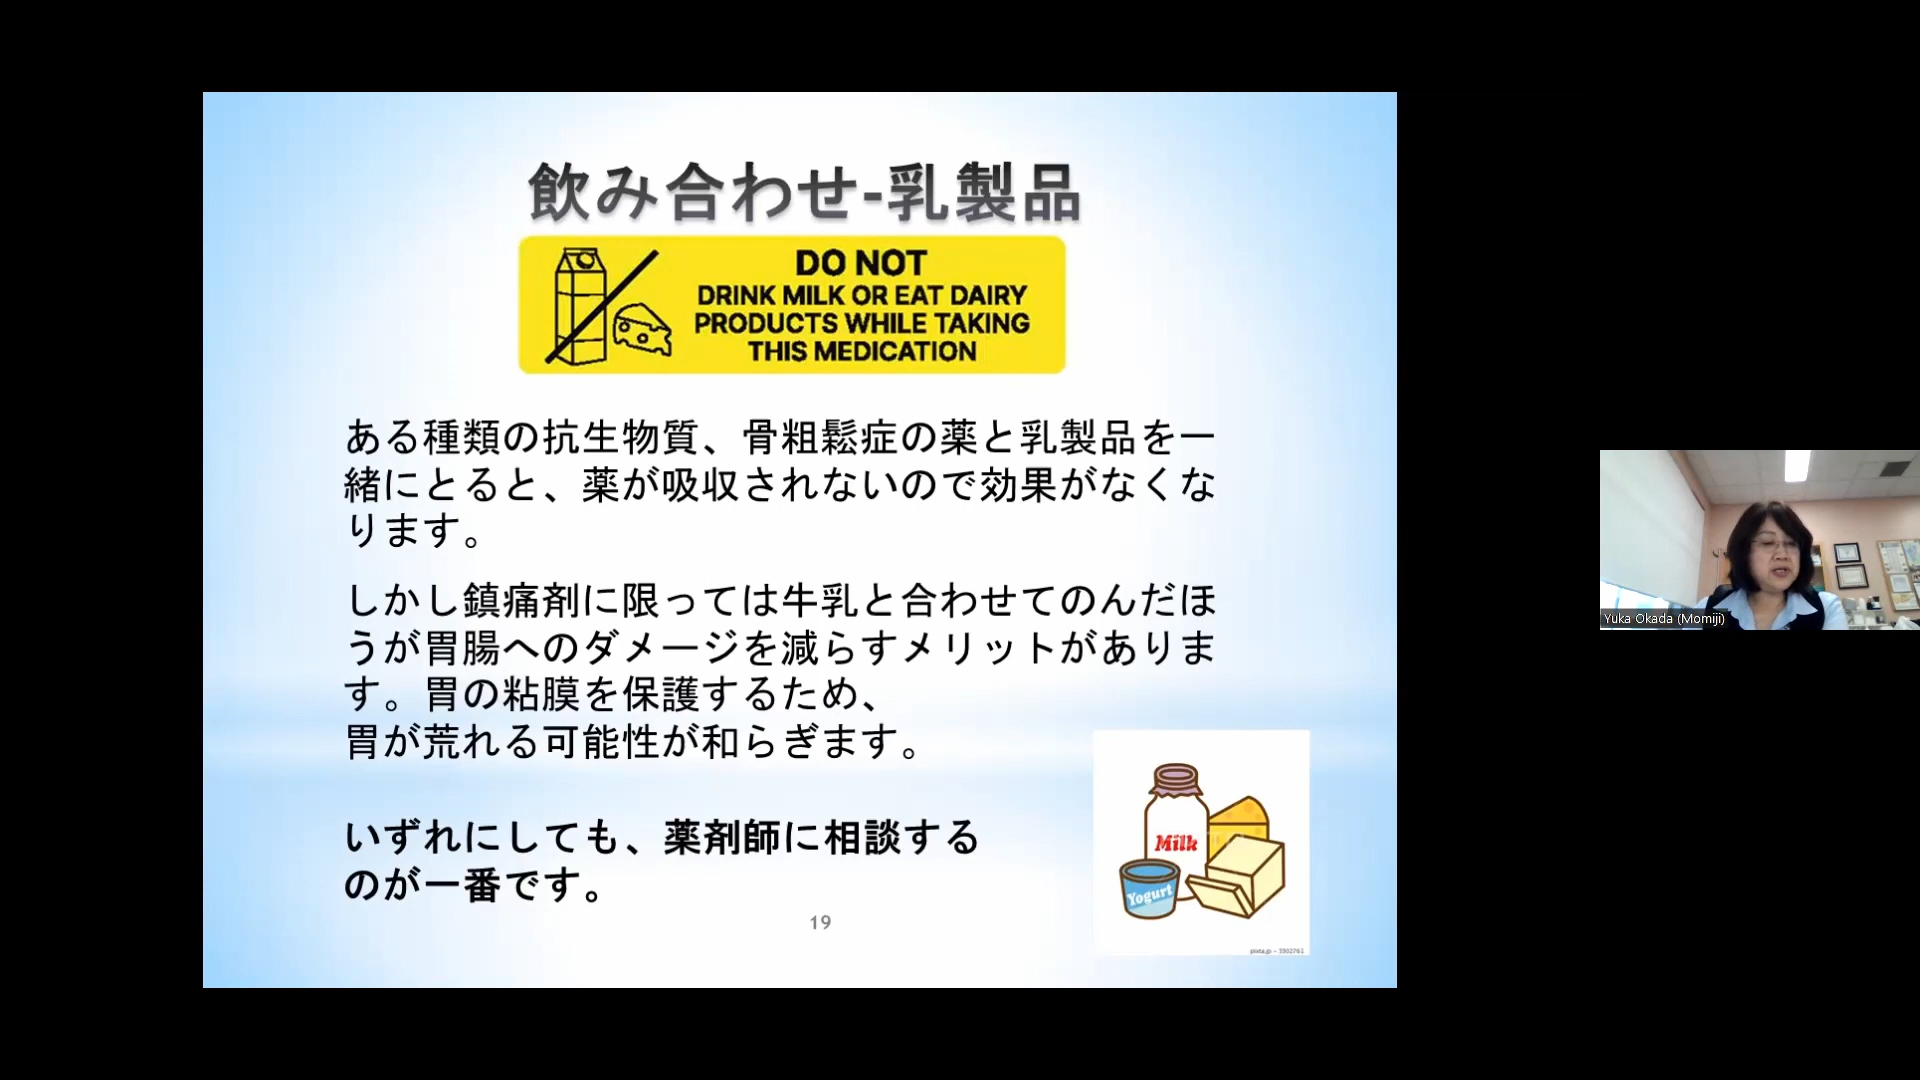 飲み合わせ-乳製品
DO NOT
DRINK MILK OR EAT DAIRY
PRODUCTS WHILE TAKING
THIS MEDICATION
ある種類の抗生物質、骨粗鬆症の薬と乳製品を一
緒にとると、薬が吸収されないので効果がなくな
ります。
しかし鎮痛剤に限っては牛乳と合わせてのんだほ
うが胃腸へのダメージを減らすメリットがありま
す。胃の粘膜を保護するため、
胃が荒れる可能性が和らぎます。
いずれにしても、薬剤師に相談する
のが一番です。
Milk
Yogurt
19
pixta.jp - 3302761
Yuka Okada (Momiji)